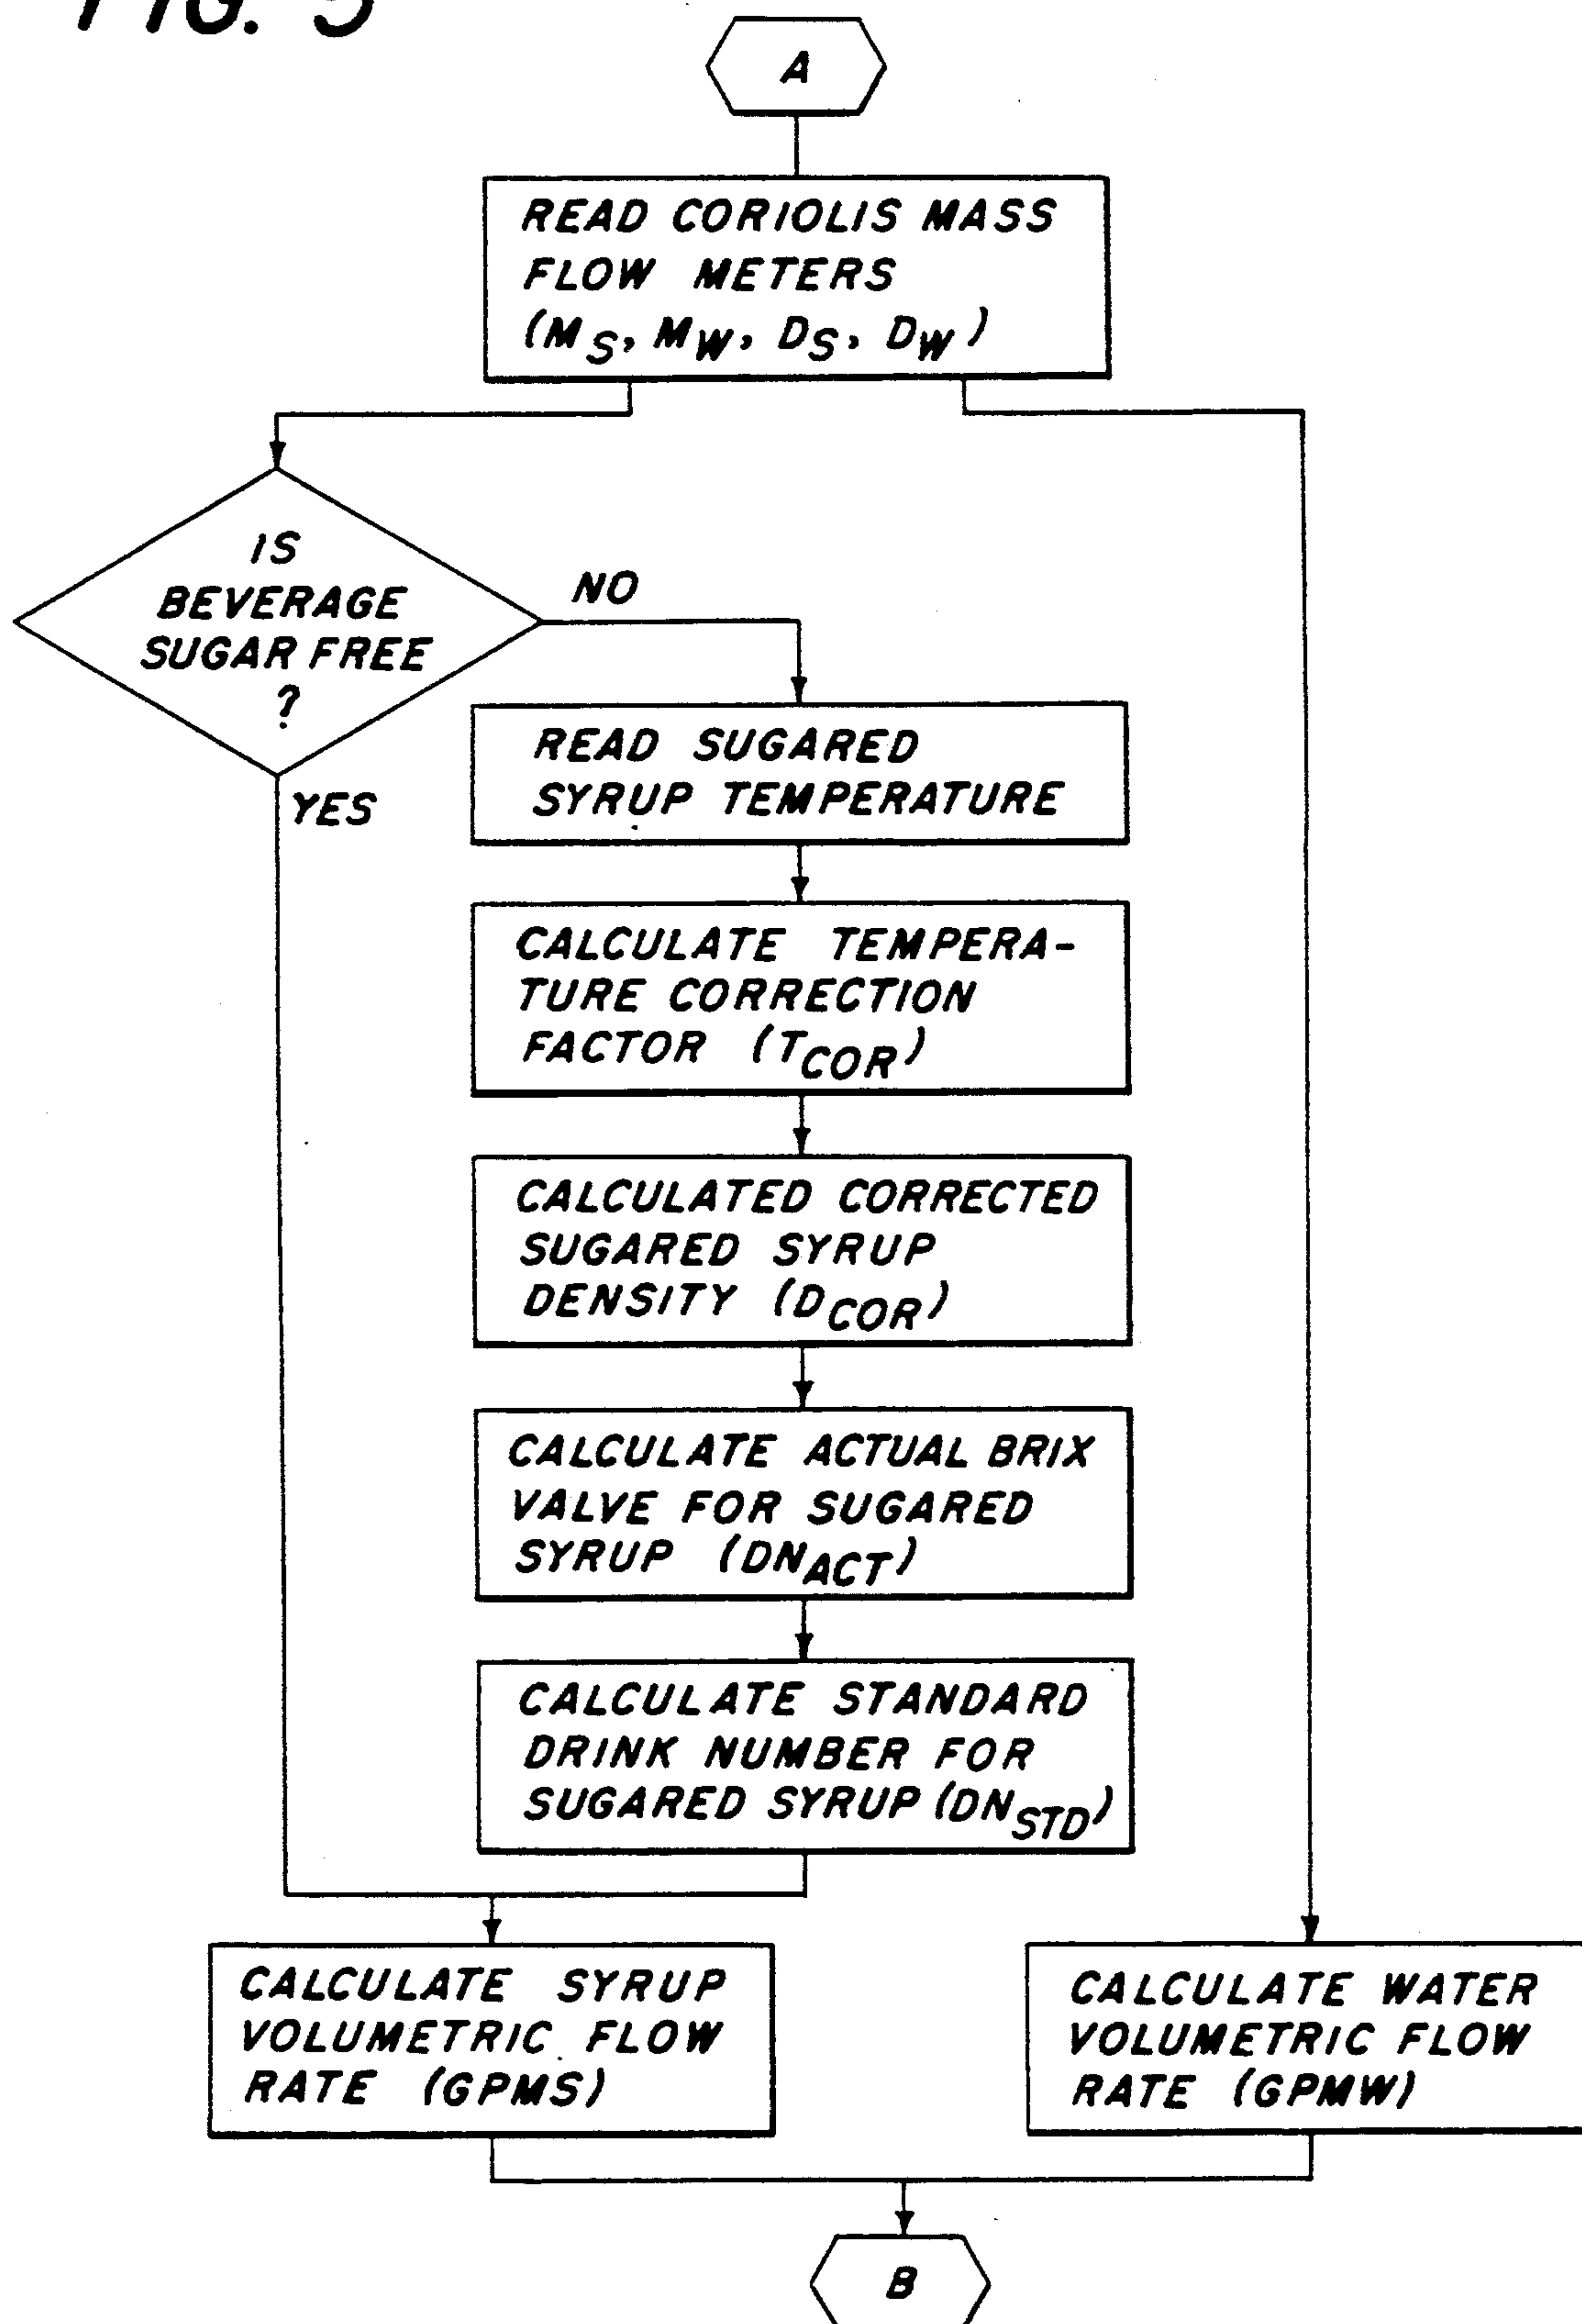 FIG. 5
A
READ CORIOLIS MASS
FLOW METERS
(MS, MW, DS, DW)
IS
BEVERAGE
SUGAR FREE
?
NO
YES
READ SUGARED
SYRUP TEMPERATURE
CALCULATE TEMPERA-
TURE CORRECTION
FACTOR (TCOR)
CALCULATED CORRECTED
SUGARED SYRUP
DENSITY (DCOR)
CALCULATE ACTUAL BRIX
VALVE FOR SUGARED
SYRUP (DNACT)
CALCULATE STANDARD
DRINK NUMBER FOR
SUGARED SYRUP (DNSTD)
CALCULATE SYRUP
VOLUMETRIC FLOW
RATE (GPMS)
CALCULATE WATER
VOLUMETRIC FLOW
RATE (GPMW)
B